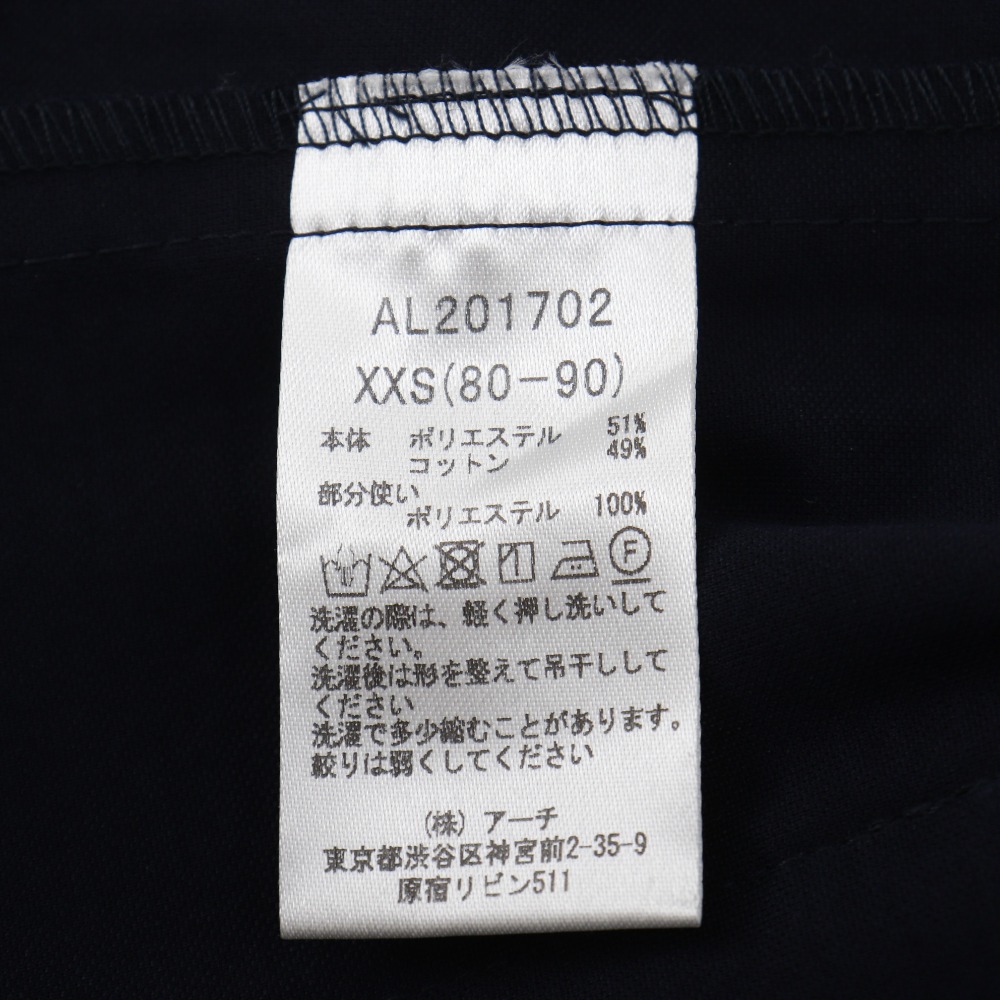 AL201702
XXS(80-90)
本体 ポリエステル 51%
コットン 49%
部分使い
ポリエステル 100%
F
洗濯の際は、軽く押し洗いして
ください。
洗濯後は形を整えて吊干しして
ください
洗濯で多少縮むことがあります。
絞りは弱くしてください
(株) アーチ
東京都渋谷区神宮前2-35-9
原宿リビン511